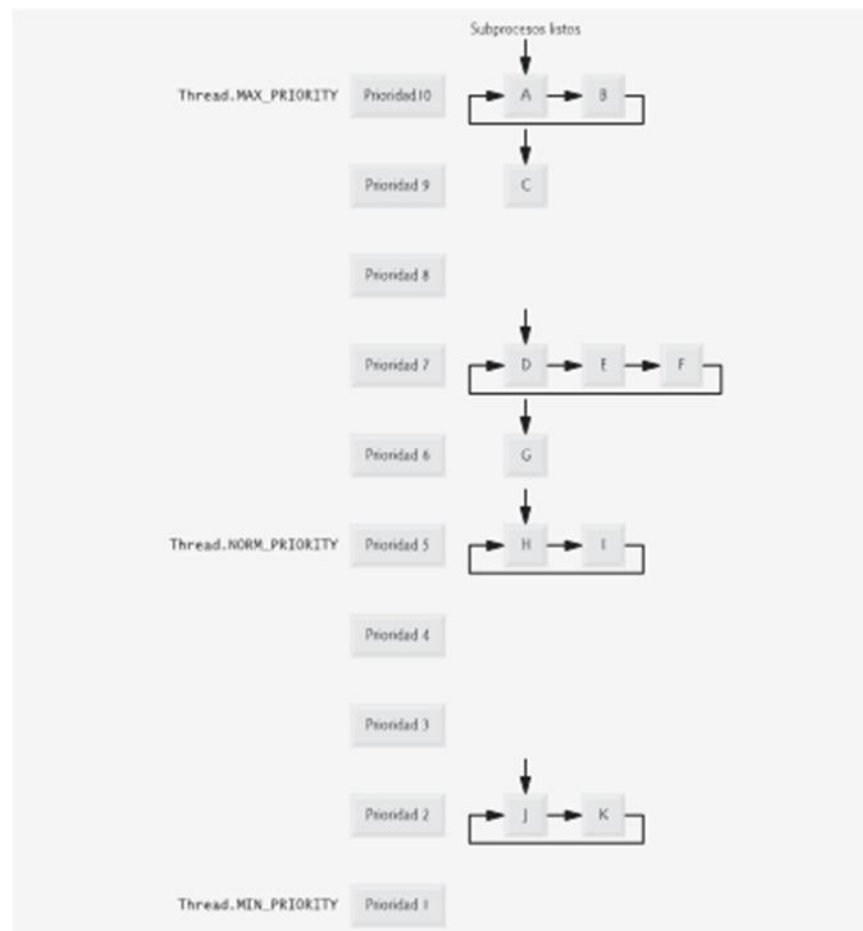 Subprocesos listos
Thread.MAX_PRIORITY Prioridad 10 A B
Prioridad 9 C
Prioridad 8
Prioridad 7 D E F
Prioridad 6 G
Thread.NORM_PRIORITY Prioridad 5 H I
Prioridad 4
Prioridad 3
Prioridad 2 J K
Thread.MIN_PRIORITY Prioridad 1